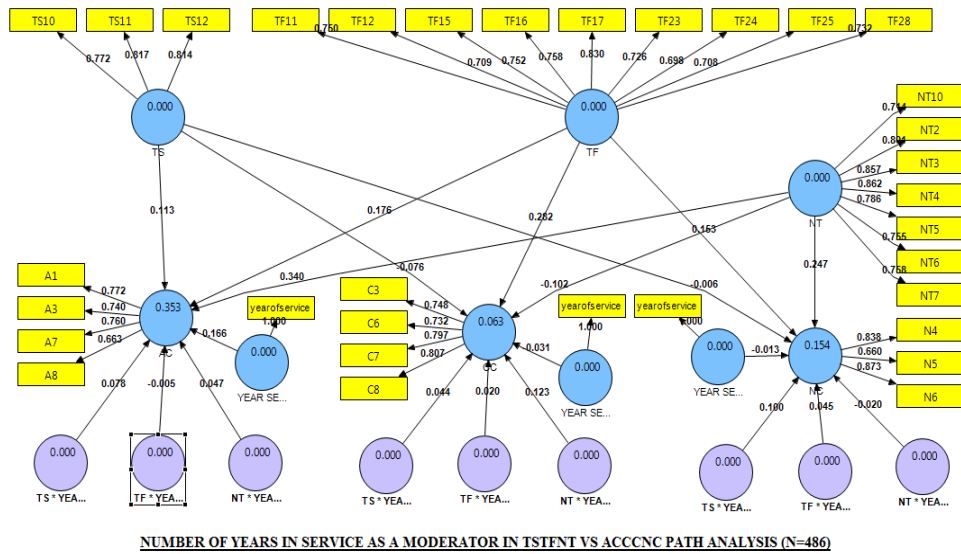 TS10 TS11 TS12 TF11 TF12 TF15 TF16 TF17 TF23 TF24 TF25 TF28
0.772 0.817 0.814 0.750 0.709 0.752 0.758 0.830 0.726 0.698 0.708 0.732
0.000 TS
0.000 TF
0.000 NT
NT10 NT2 NT3 NT4 NT5 NT6 NT7
0.714 0.857 0.862 0.786 0.755 0.758
0.113 0.176 0.282 0.153 0.247
0.340 -0.076 -0.102 -0.006
A1 A3 A7 A8
0.772 0.740 0.760 0.663
0.353 AC
0.166
yearofservice
1.000
0.000
YEAR SE...
C3 C6 C7 C8
0.748 0.732 0.797 0.807
0.063
-0.031
yearofservice
1.000
0.000
YEAR SE...
yearofservice
0.000
YEAR SE...
-0.013
0.154 NC
N4 N5 N6
0.838 0.660 0.873
0.078 -0.005 0.047
0.044 0.020 0.123
0.100 0.045 -0.020
0.000 0.000 0.000 0.000 0.000 0.000 0.000 0.000 0.000
TS * YEA... TF * YEA... NT * YEA... TS * YEA... TF * YEA... NT * YEA... TS * YEA... TF * YEA... NT * YEA...
NUMBER OF YEARS IN SERVICE AS A MODERATOR IN TSTFNT VS ACCCNC PATH ANALYSIS (N=486)